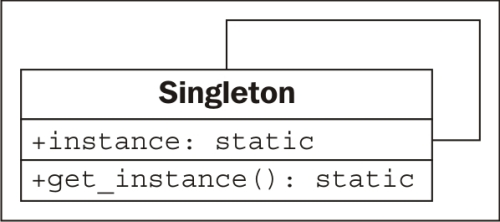 Singleton
+instance: static
+get_instance(): static